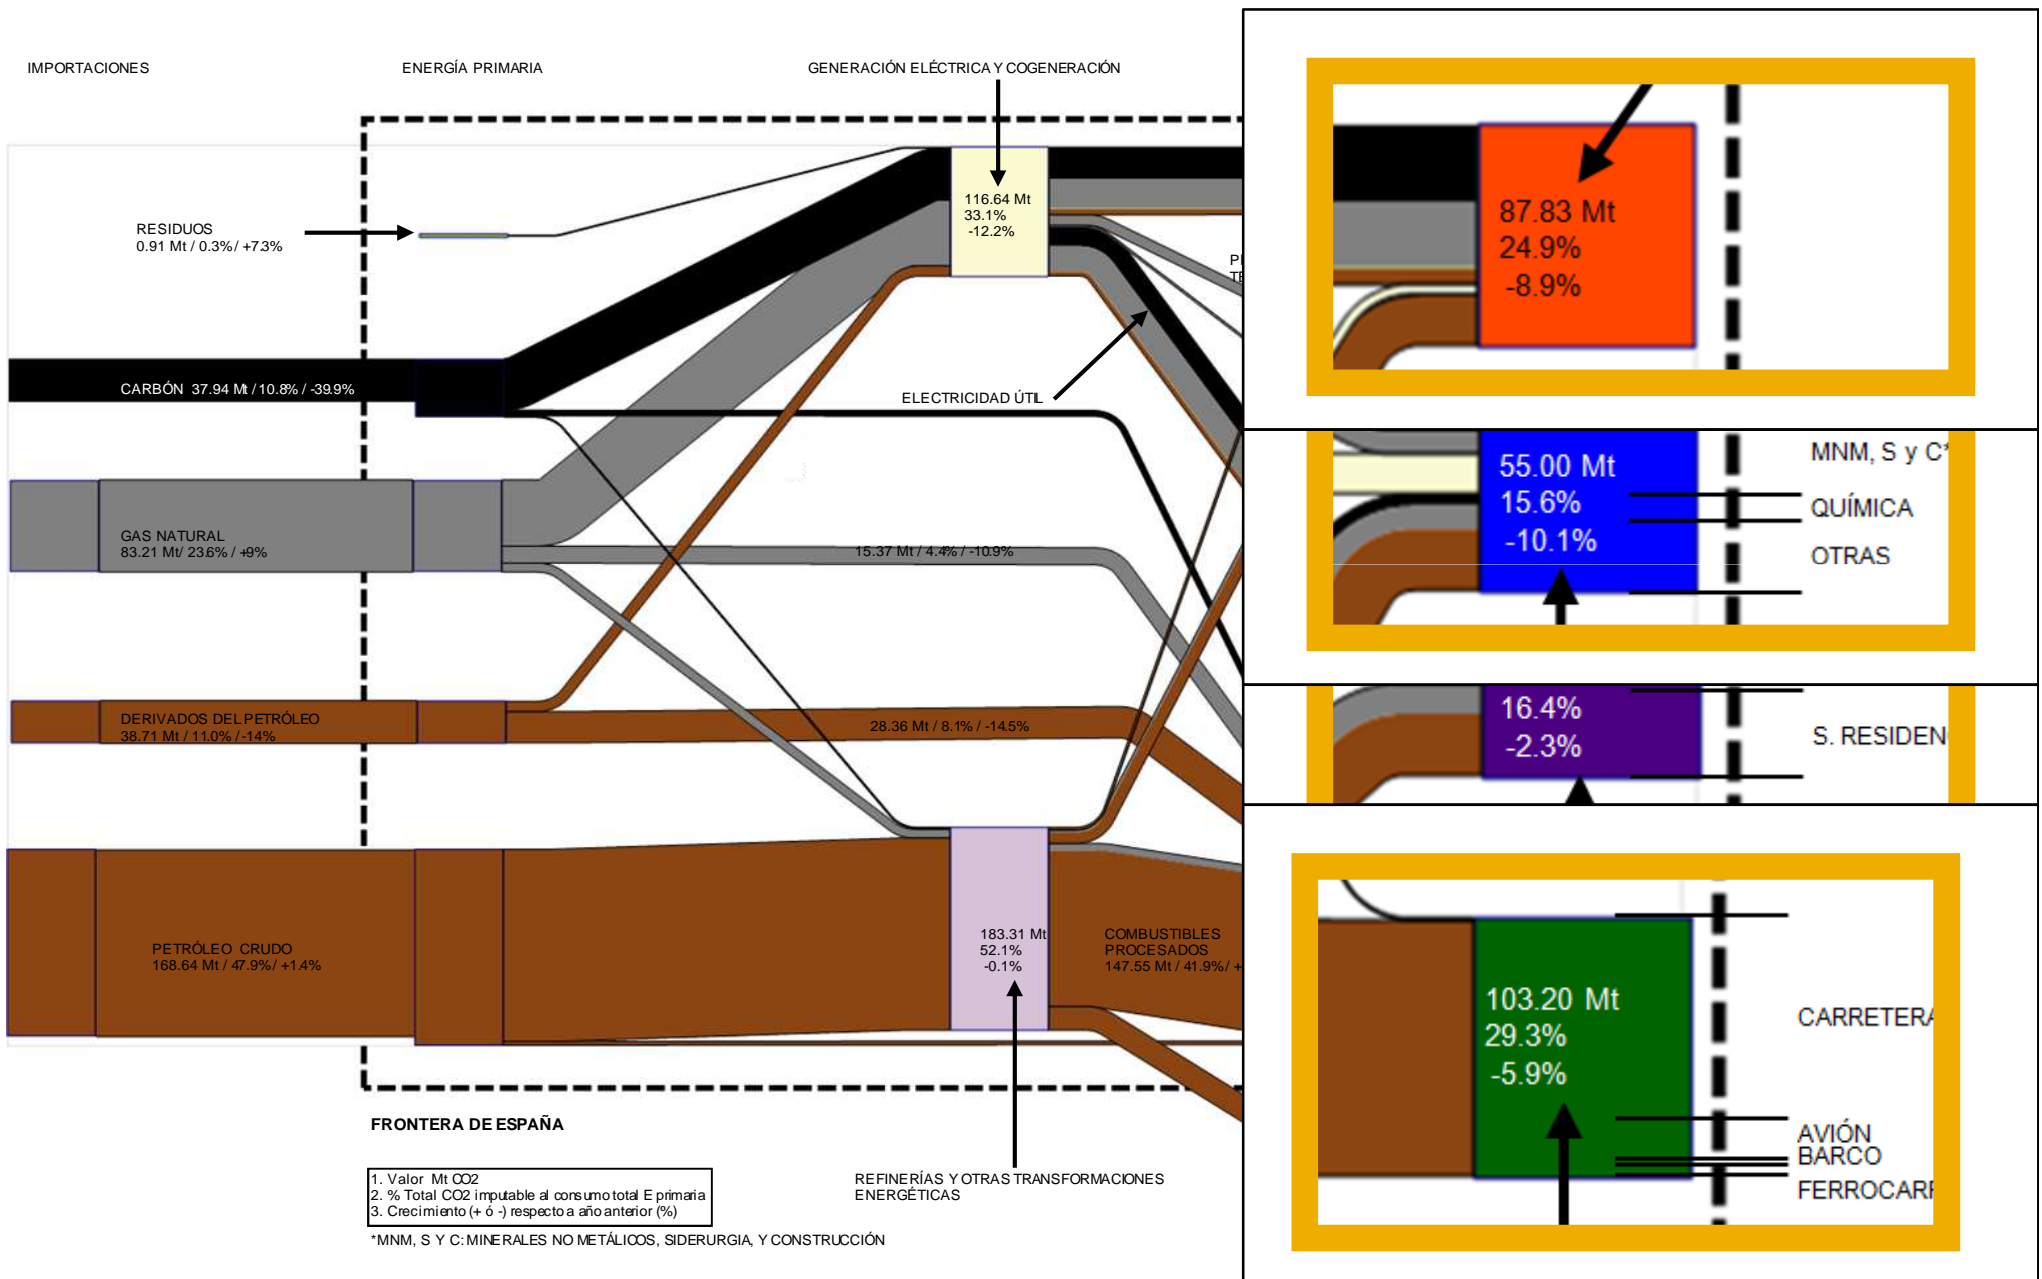 IMPORTACIONES
ENERGÍA PRIMARIA
GENERACIÓN ELÉCTRICA Y COGENERACIÓN
RESIDUOS
0.91 Mt / 0.3% / +7.3%
116.64 Mt
33.1%
-12.2%
CARBÓN 37.94 Mt / 10.8% / -39.9%
ELECTRICIDAD ÚTIL
GAS NATURAL
83.21 Mt/ 23.6% / +9%
15.37 Mt / 4.4% / -10.9%
DERIVADOS DEL PETRÓLEO
38.71 Mt / 11.0% / -14%
28.36 Mt / 8.1% / -14.5%
PETRÓLEO CRUDO
168.64 Mt / 47.9% / +1.4%
183.31 Mt
52.1%
-0.1%
COMBUSTIBLES
PROCESADOS
147.55 Mt / 41.9% / +
FRONTERA DE ESPAÑA
1. Valor Mt CO2
2. % Total CO2 imputable al consumo total E primaria
3. Crecimiento (+ ó -) respecto a año anterior (%)
*MNM, S Y C: MINERALES NO METÁLICOS, SIDERURGIA, Y CONSTRUCCIÓN
REFINERÍAS Y OTRAS TRANSFORMACIONES
ENERGÉTICAS
87.83 Mt
24.9%
-8.9%
55.00 Mt
15.6%
-10.1%
MNM, S y C*
QUÍMICA
OTRAS
16.4%
-2.3%
S. RESIDEN
103.20 Mt
29.3%
-5.9%
CARRETERA
AVIÓN
BARCO
FERROCARR